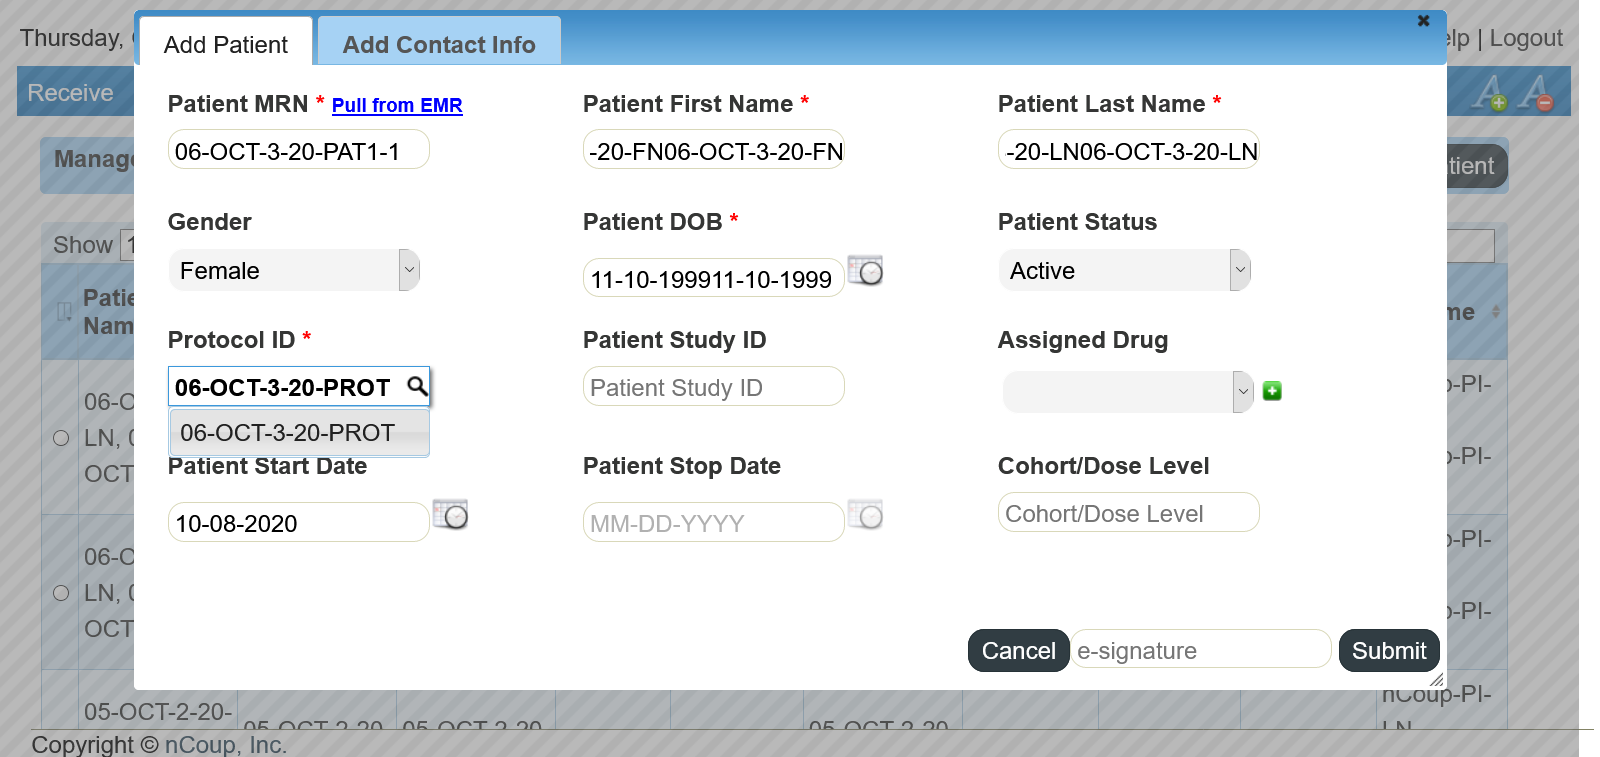 Thursday,
elp | Logout
Add Patient
Add Contact Info
Receive
Patient MRN * Pull from EMR
Patient First Name *
Patient Last Name *
06-OCT-3-20-PAT1-1
-20-FN06-OCT-3-20-FN
-20-LN06-OCT-3-20-LN
Manage
tient
Gender
Patient DOB *
Patient Status
Show 1
Female
11-10-199911-10-1999
Active
Patie
Nam
me
Protocol ID *
Patient Study ID
Assigned Drug
06-OCT-3-20-PROT
Patient Study ID
06-OCT-3-20-PROT
06-O
LN, 0
OCT
o-PI-
o-PI-
Patient Start Date
Patient Stop Date
Cohort/Dose Level
10-08-2020
MM-DD-YYYY
Cohort/Dose Level
06-O
LN, 0
OCT
o-PI-
o-PI-
Cancel
e-signature
Submit
05-OCT-2-20-
05-OCT-2-20
05-OCT-2-20
05-OCT-2-20
nCoup-PI-
LN
Copyright © nCoup, Inc.